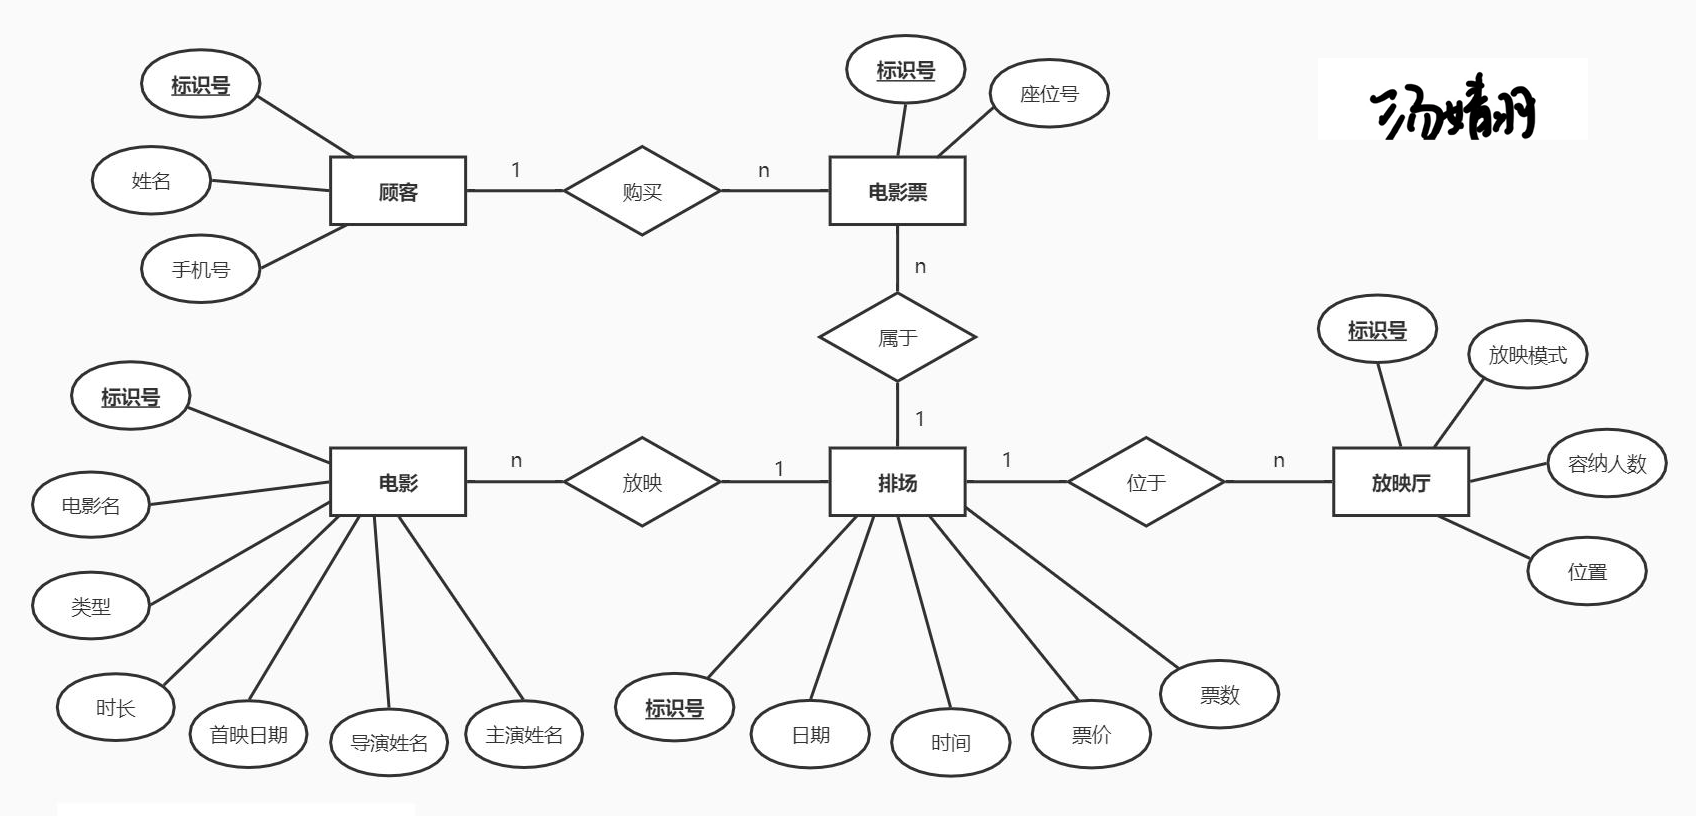 标识号
座位号
标识号
汤婧羽
姓名
顾客
1
购买
n
电影票
手机号
n
属于
标识号
放映模式
标识号
1
电影
n
放映
1
排场
1
位于
n
放映厅
容纳人数
电影名
位置
类型
时长
首映日期
导演姓名
主演姓名
标识号
日期
时间
票价
票数